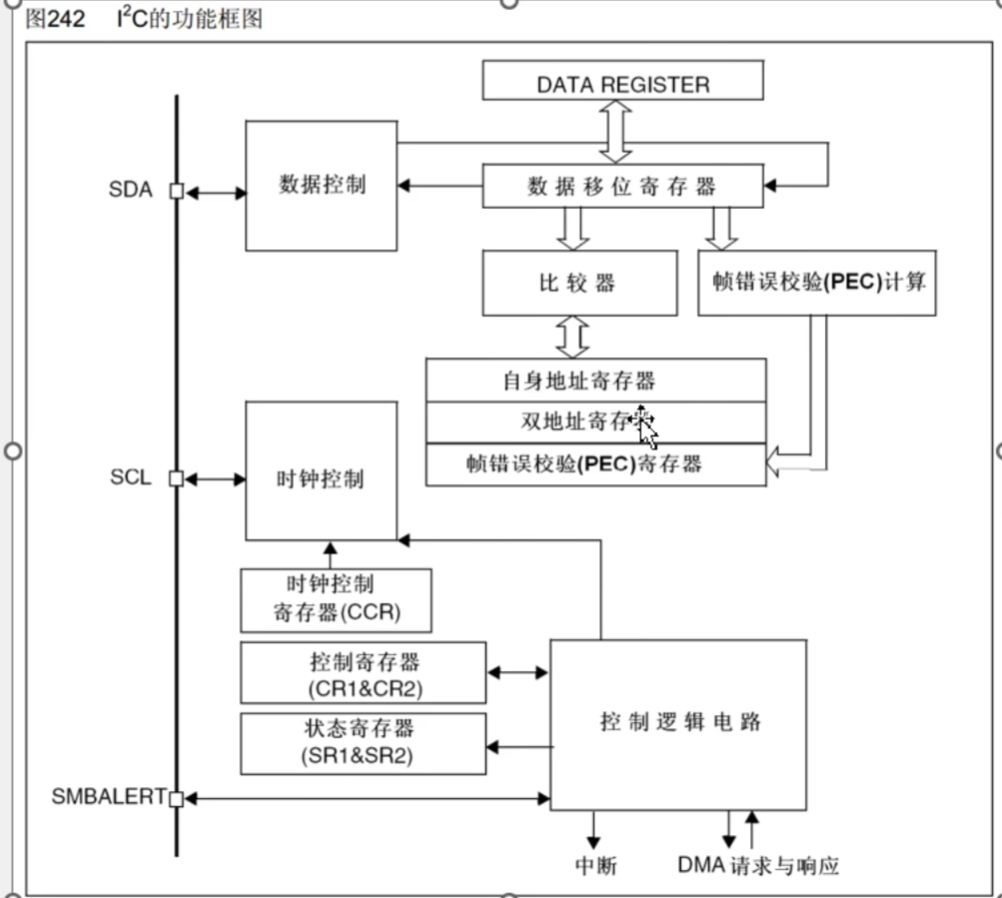 图242 I²C的功能框图
DATA REGISTER
SDA
数据控制
数据移位寄存器
比较器
帧错误校验(PEC)计算
自身地址寄存器
双地址寄存
帧错误校验(PEC)寄存器
SCL
时钟控制
时钟控制
寄存器(CCR)
控制寄存器
(CR1&CR2)
状态寄存器
(SR1&SR2)
控制逻辑电路
SMBALERT
中断
DMA请求与响应